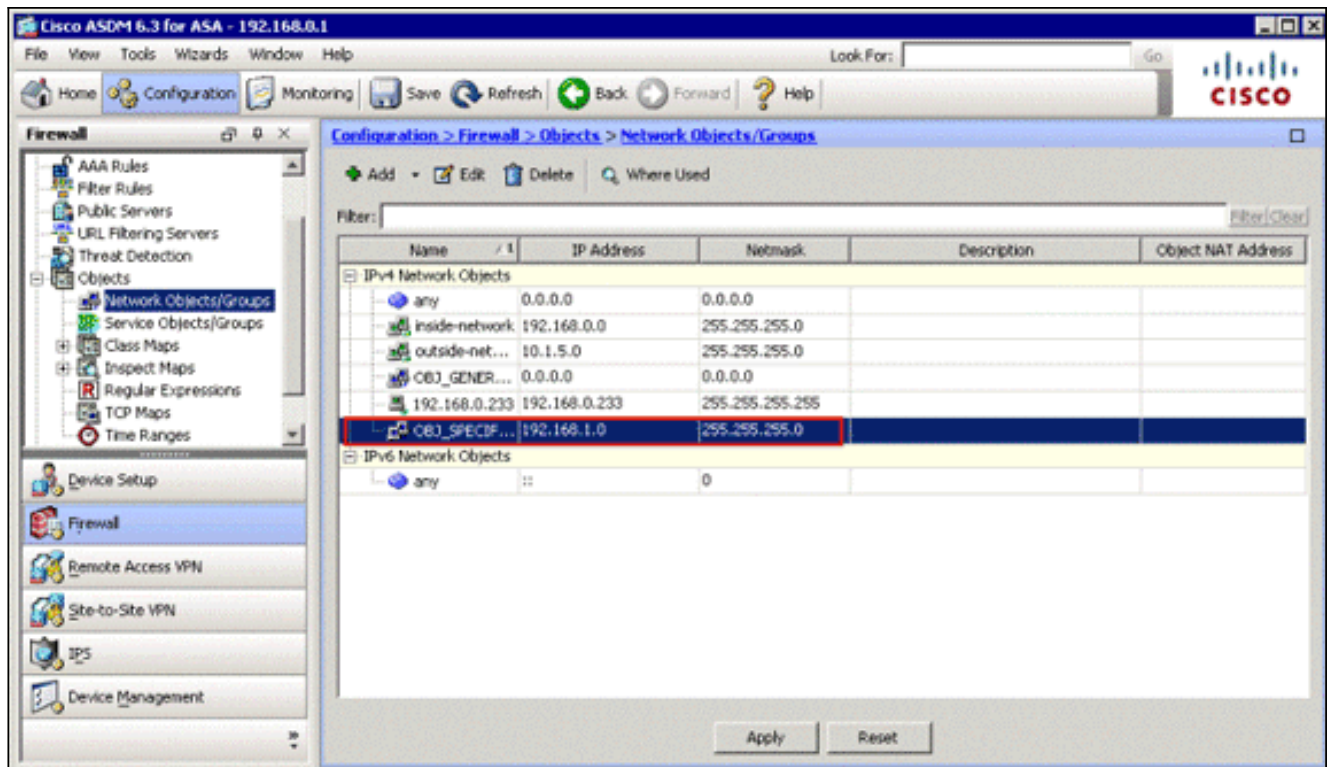 Cisco ASDM 6.3 for ASA - 192.168.0.1
File View Tools Wizards Window Help Look For: Go
Home Configuration Monitoring Save Refresh Back Forward Help
CISCO
Firewall
AAA Rules
Filter Rules
Public Servers
URL Filtering Servers
Threat Detection
Objects
Network Objects/Groups
Service Objects/Groups
Class Maps
Inspect Maps
Regular Expressions
TCP Maps
Time Ranges
Device Setup
Firewall
Remote Access VPN
Site-to-Site VPN
IPS
Device Management
Configuration > Firewall > Objects > Network Objects/Groups
Add Edit Delete Where Used
Filter: Filter Clear
Name 1 IP Address Netmask Description Object NAT Address
IPv4 Network Objects
any 0.0.0.0 0.0.0.0
inside-network 192.168.0.0 255.255.255.0
outside-net... 10.1.5.0 255.255.255.0
OBJ_GENER... 0.0.0.0 0.0.0.0
192.168.0.233 192.168.0.233 255.255.255.255
OBJ_SPECIF... 192.168.1.0 255.255.255.0
IPv6 Network Objects
any :: 0
Apply Reset